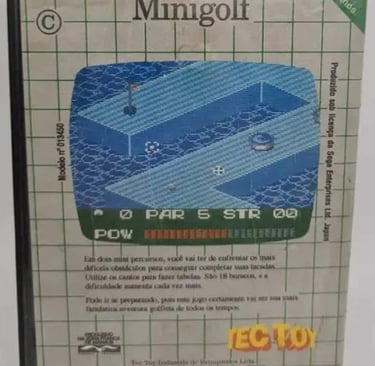 Minigolf
©
Modelo nº 013450
Produzido sob licença da Sega Enterprises Ltd. Japan
0 PAR 5 STR 00
POW
Em dois mini percursos, você vai ter de enfrentar os mais
difíceis obstáculos para conseguir completar suas tacadas.
Utilize os cantos para fazer tabelas. São 18 buracos, e a
dificuldade aumenta cada vez mais.
Pode ir se preparando, pois este jogo certamente vai ser sua mais
fantástica aventura golfista de todos os tempos.
TEC TOY
Tec Toy Indústria de Brinquedos Ltda.